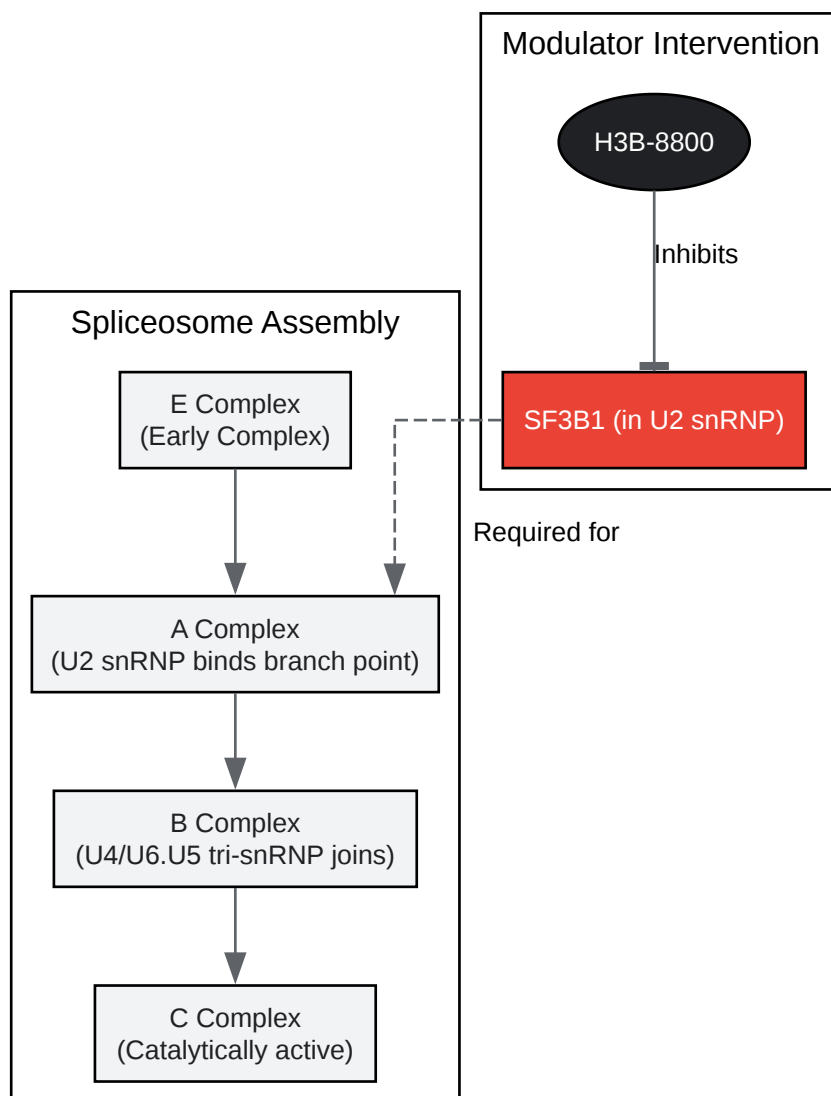 Modulator Intervention
H3B-8800
Inhibits
SF3B1 (in U2 snRNP)
Required for
Spliceosome Assembly
E Complex
(Early Complex)
A Complex
(U2 snRNP binds branch point)
B Complex
(U4/U6.U5 tri-snRNP joins)
C Complex
(Catalytically active)